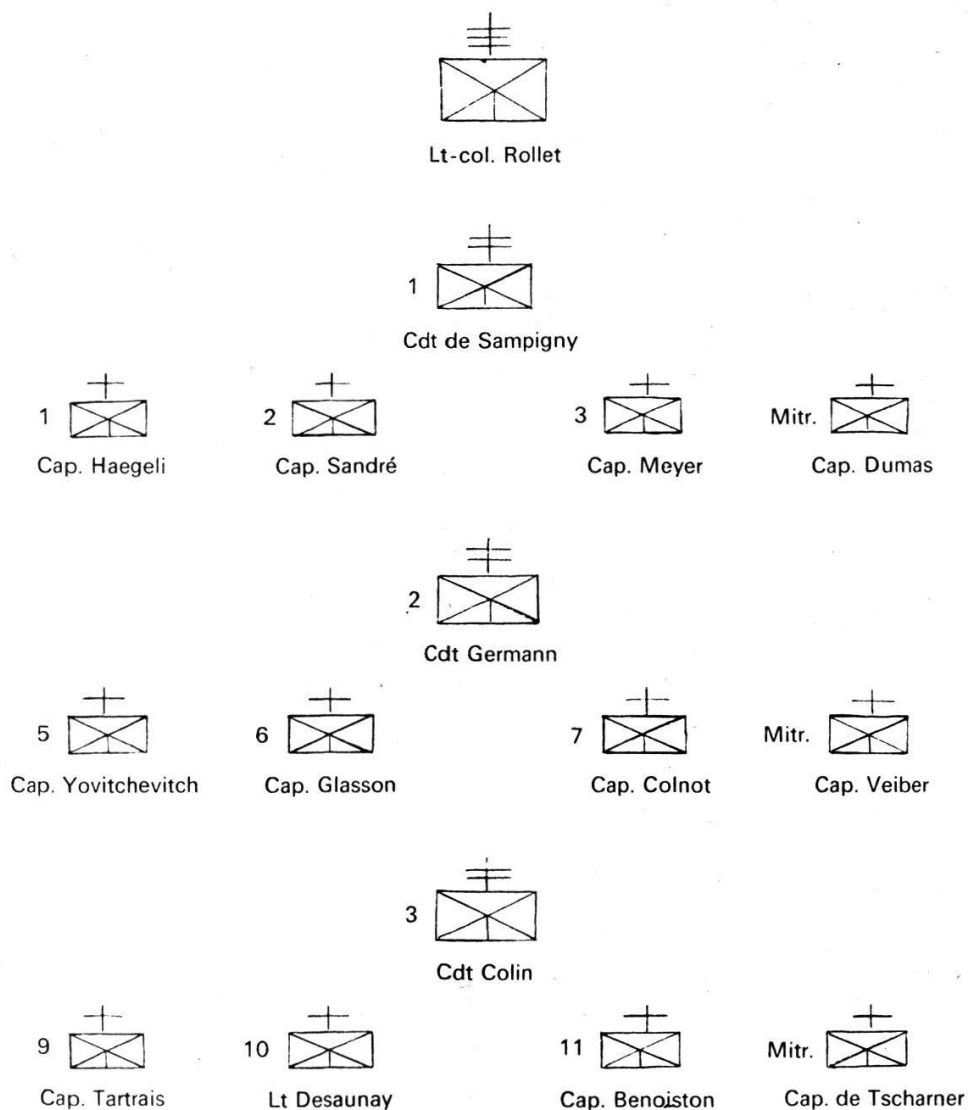 Lt-col. Rollet
1
Cdt de Sampigny
1 2 3 Mitr.
Cap. Haegeli Cap. Sandré Cap. Meyer Cap. Dumas
2
Cdt Germann
5 6 7 Mitr.
Cap. Yovitchevitch Cap. Glasson Cap. Colnot Cap. Veiber
3
Cdt Colin
9 10 11 Mitr.
Cap. Tartrais Lt Desaunay Cap. Benoiston Cap. de Tscharner